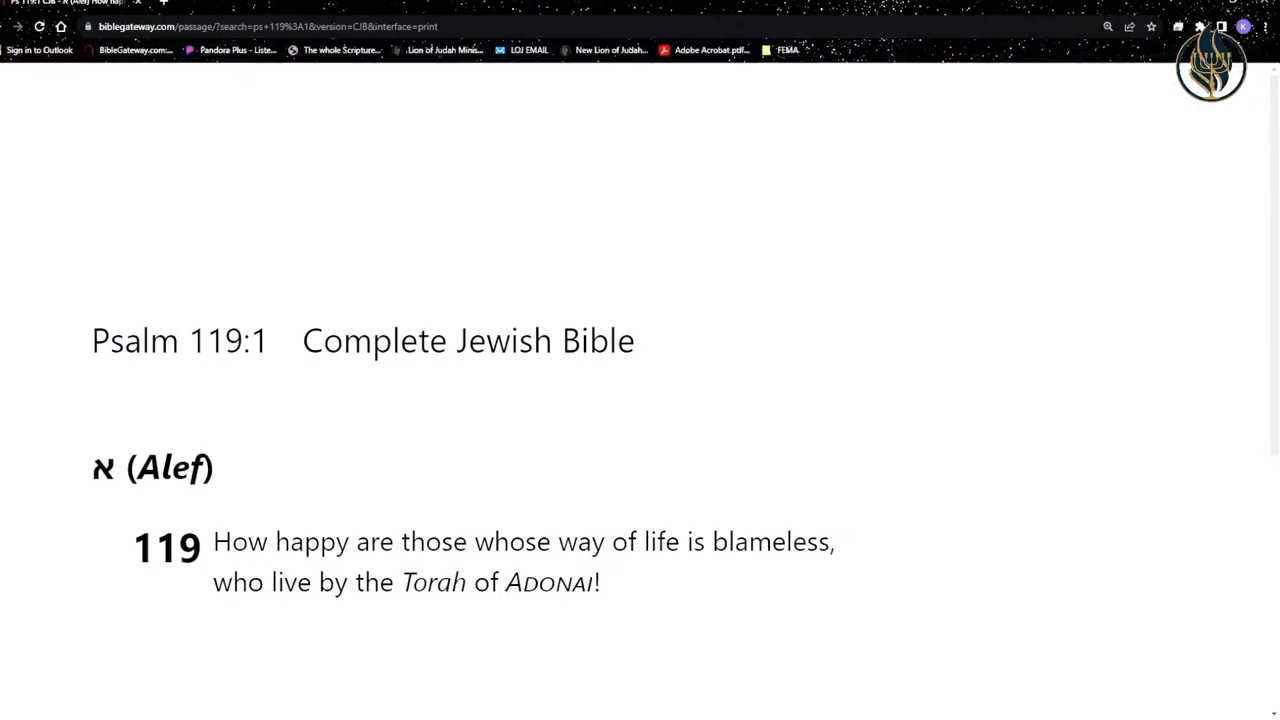 biblegateway.com/passage/?search=ps+119%3A1&version=CJB&interface=print
K
Sign in to Outlook BibleGateway.com:... Pandora Plus - Liste... The whole Scripture... .Lion of Judah Minis... LOJ EMAIL New Lion of Judah... Adobe Acrobat pdf... FEMA
Psalm 119:1 Complete Jewish Bible
א (Alef)
119 How happy are those whose way of life is blameless,
who live by the Torah of ADONAI!